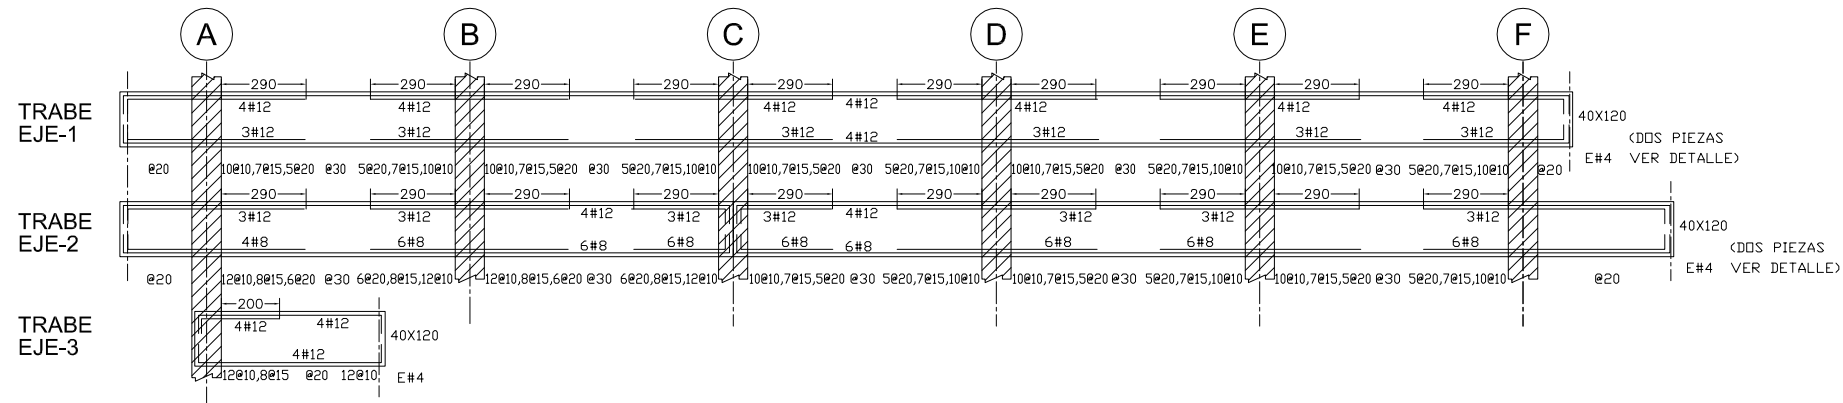 A B C D E F
290 290 290 290 290 290 290 290 290 290
TRABE
EJE-1
4#12 4#12 4#12 4#12 4#12 4#12 4#12
40X120
3#12 3#12 3#12 4#12 3#12 3#12 3#12
(DOS PIEZAS
E#4 VER DETALLE)
@20 10@10,7@15,5@20 @30 5@20,7@15,10@10 10@10,7@15,5@20 @30 5@20,7@15,10@10 10@10,7@15,5@20 @30 5@20,7@15,10@10 10@10,7@15,5@20 @30 5@20,7@15,10@10 10@10,7@15,5@20 @30 5@20,7@15,10@10 @20
290 290 290 290 290 290 290 290 290 290
TRABE
EJE-2
3#12 3#12 4#12 3#12 3#12 4#12 3#12 3#12 3#12
40X120
4#8 6#8 6#8 6#8 6#8 6#8 6#8 6#8 6#8
(DOS PIEZAS
E#4 VER DETALLE)
@20 12@10,8@15,6@20 @30 6@20,8@15,12@10 12@10,8@15,6@20 @30 6@20,8@15,12@10 10@10,7@15,5@20 @30 5@20,7@15,10@10 10@10,7@15,5@20 @30 5@20,7@15,10@10 10@10,7@15,5@20 @30 5@20,7@15,10@10 @20
200
TRABE
EJE-3
4#12 4#12
40X120
4#12
12@10,8@15 @20 12@10 E#4